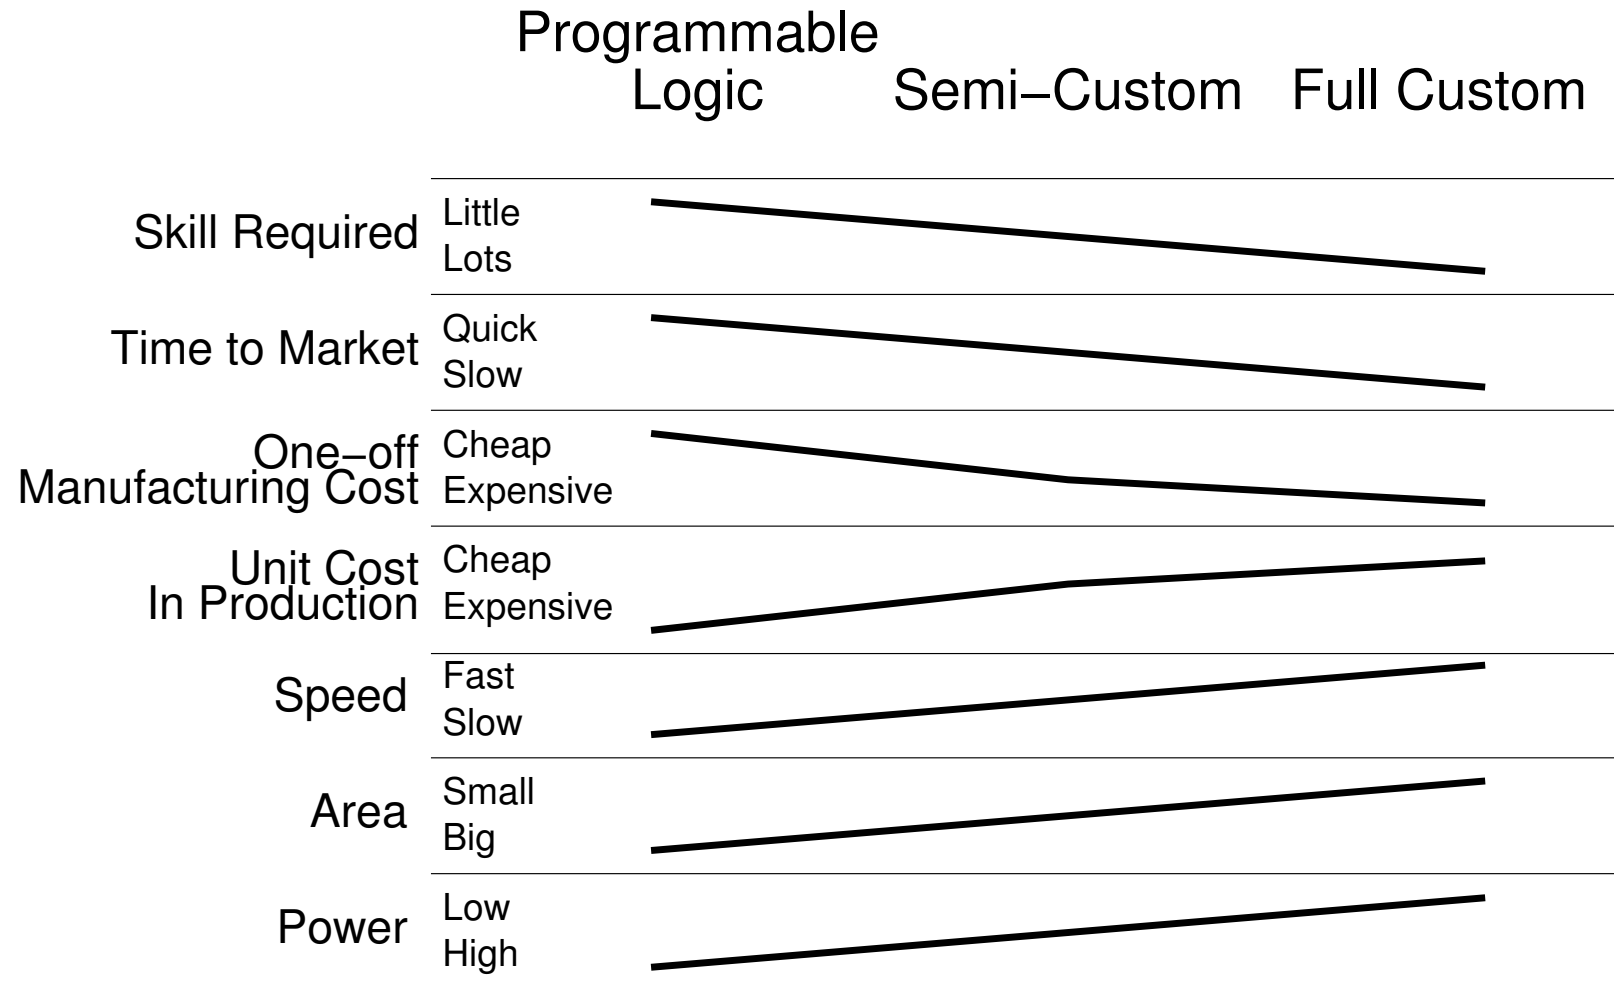 Programmable
Logic Semi–Custom Full Custom
Skill Required
Little
Lots
Time to Market
Quick
Slow
One–off
Manufacturing Cost
Cheap
Expensive
Unit Cost
In Production
Cheap
Expensive
Speed
Fast
Slow
Area
Small
Big
Power
Low
High